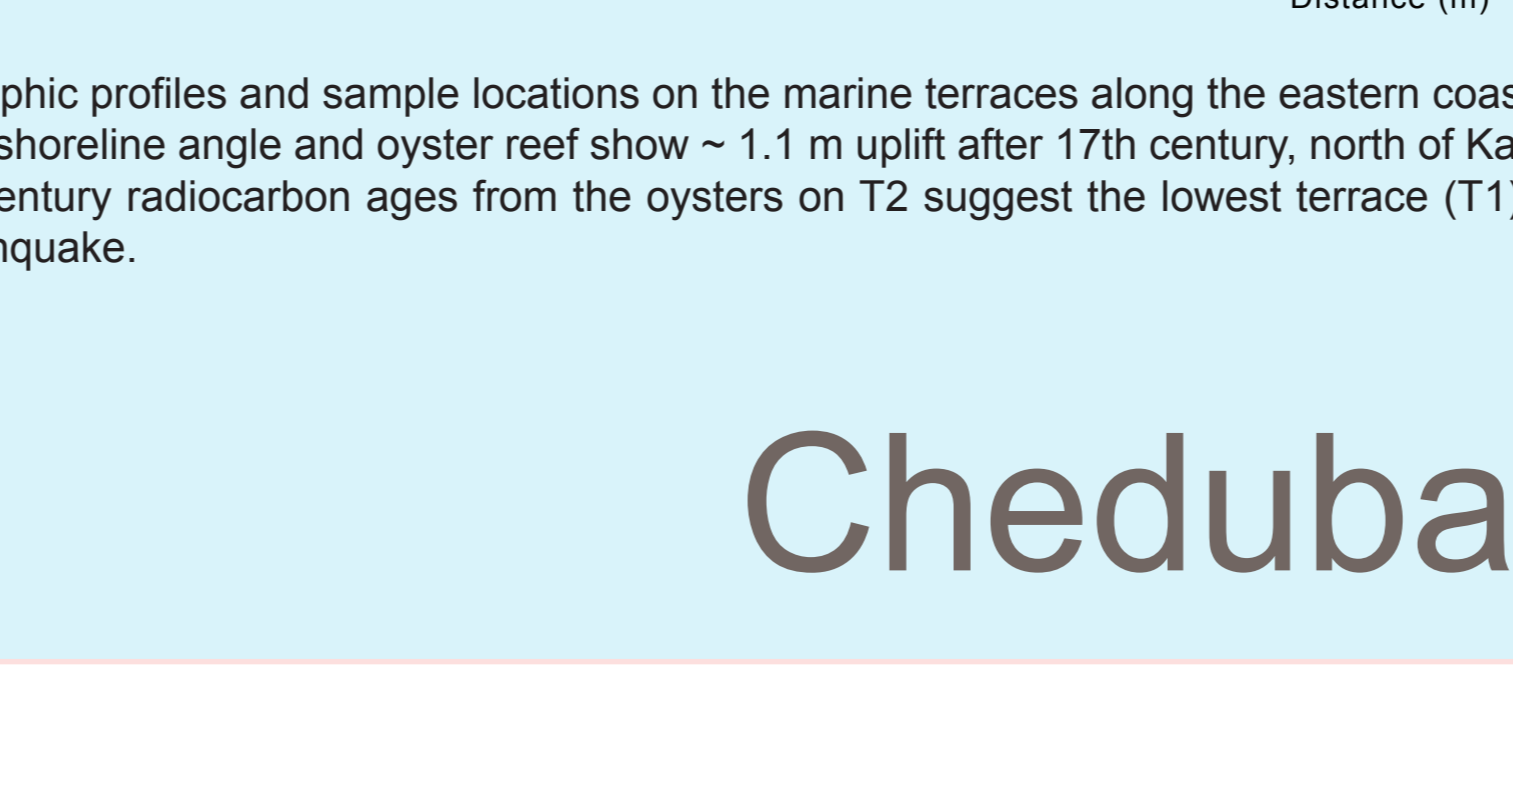 Distance (m)
phic profiles and sample locations on the marine terraces along the eastern coas
shoreline angle and oyster reef show ~ 1.1 m uplift after 17th century, north of Ka
entury radiocarbon ages from the oysters on T2 suggest the lowest terrace (T1)
hquake.
Cheduba